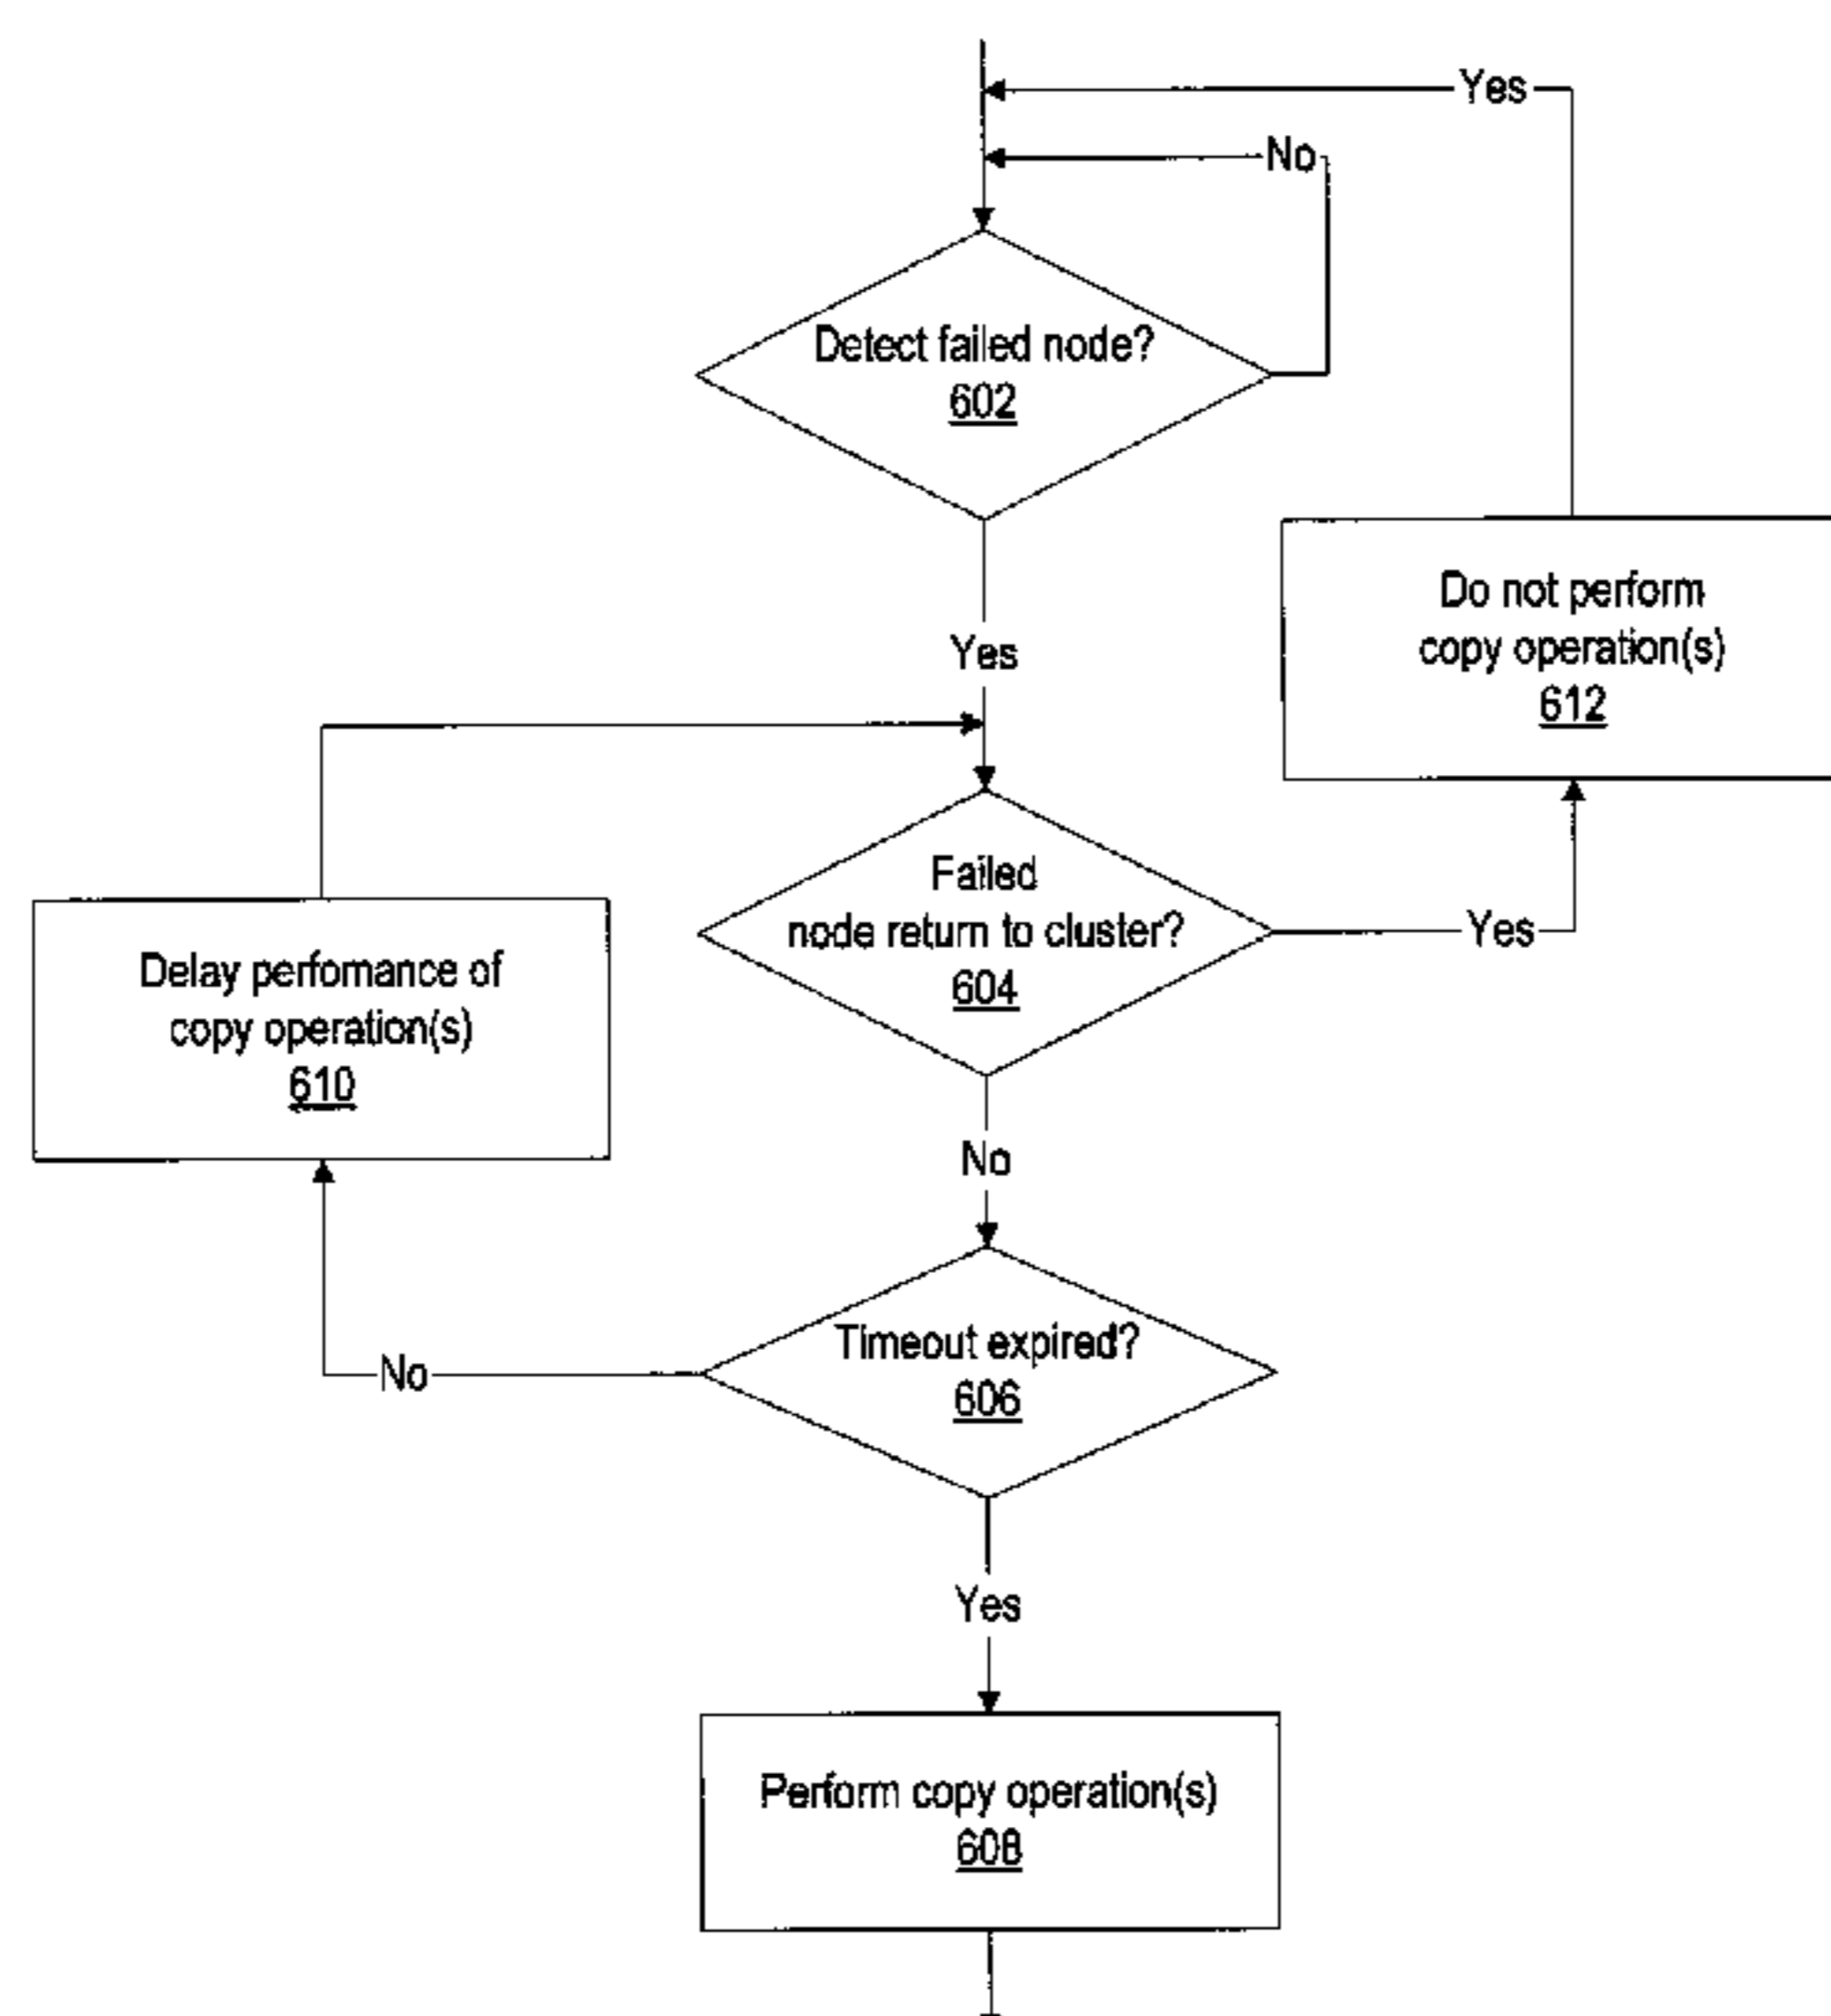 Yes
No
Detect failed node?
602
Do not perform
copy operation(s)
612
Yes
Failed
node return to cluster?
604
Yes
Delay perfomance of
copy operation(s)
610
No
Timeout expired?
606
No
Yes
Perform copy operation(s)
608